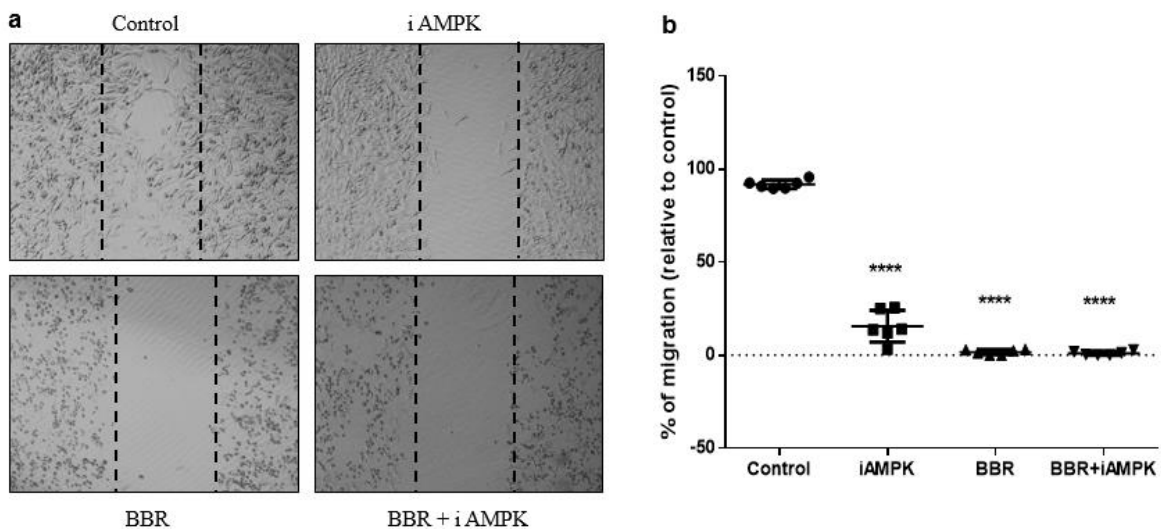 a
Control
i AMPK
BBR
BBR + i AMPK
b
% of migration (relative to control)
150
100
50
0
-50
****
****
****
Control
iAMPK
BBR
BBR+iAMPK